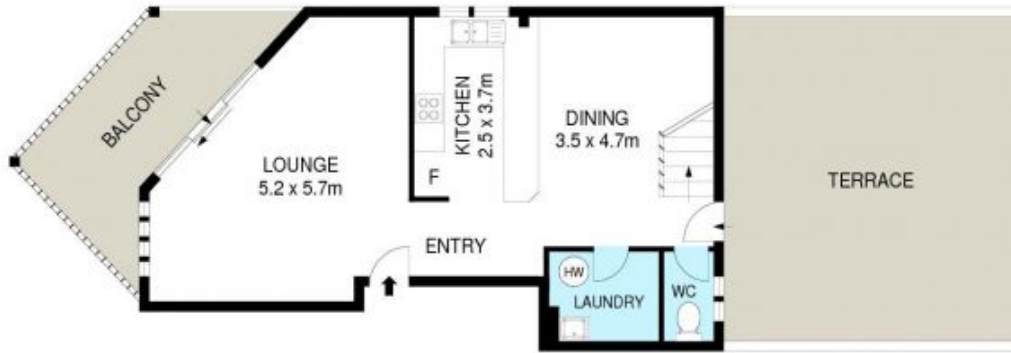 BALCONY
LOUNGE
5.2 x 5.7m
KITCHEN
2.5 x 3.7m
F
DINING
3.5 x 4.7m
TERRACE
ENTRY
HW
LAUNDRY
WC